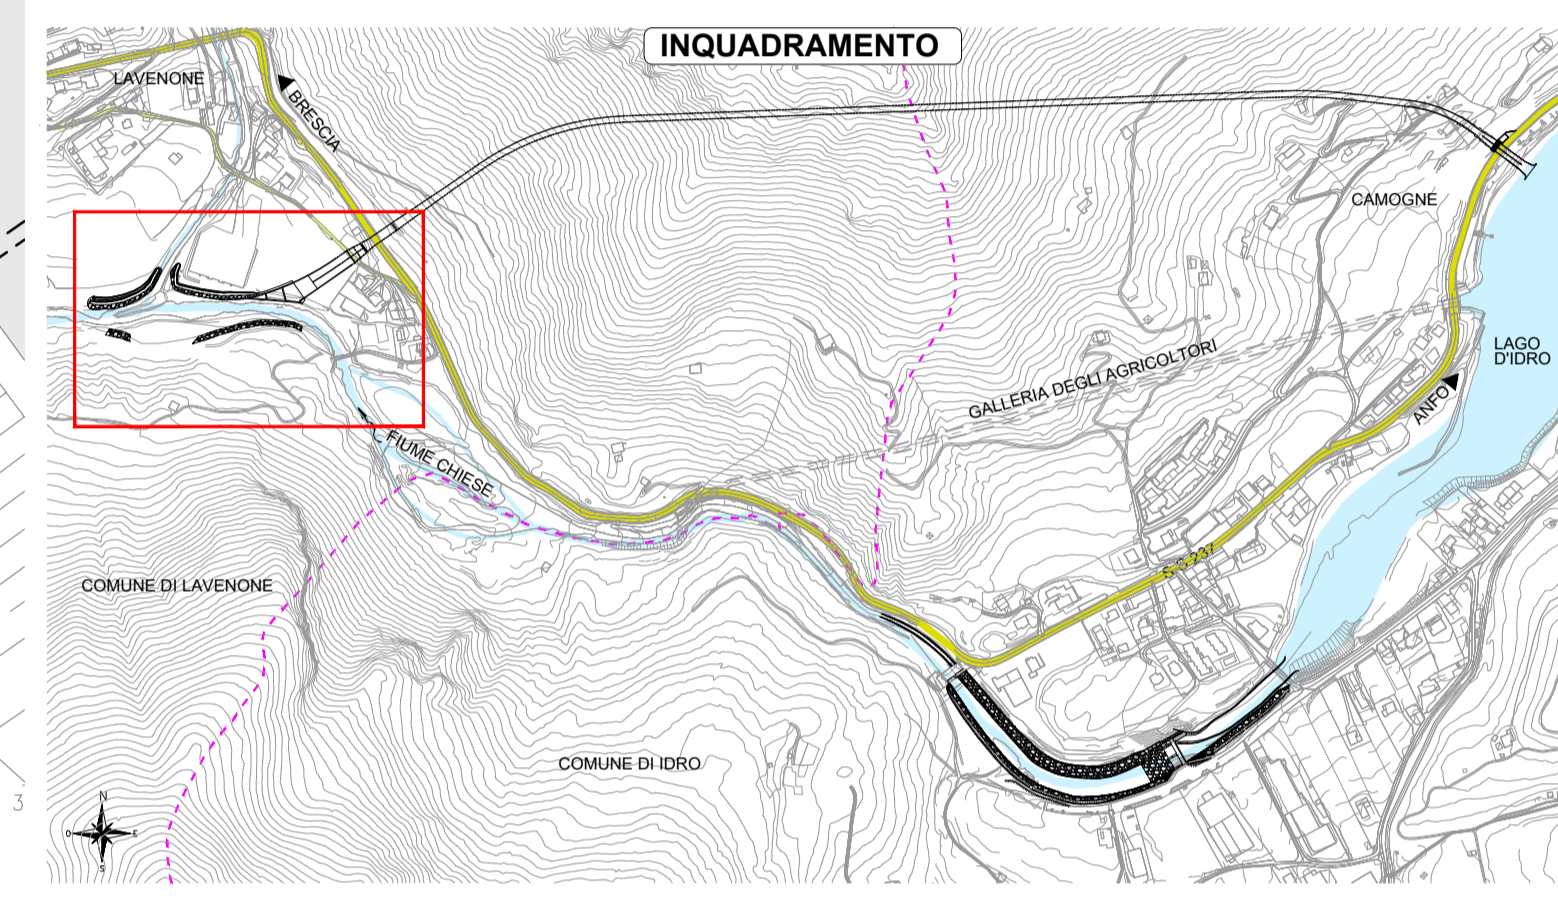 INQUADRAMENTO
LAVENONE
BRESCIA
CAMOGNE
LAGO
D'IDRO
GALLERIA DEGLI AGRICOLTORI
ANFO
FIUME CHIESE
COMUNE DI LAVENONE
COMUNE DI IDRO
N
O
E
S
3